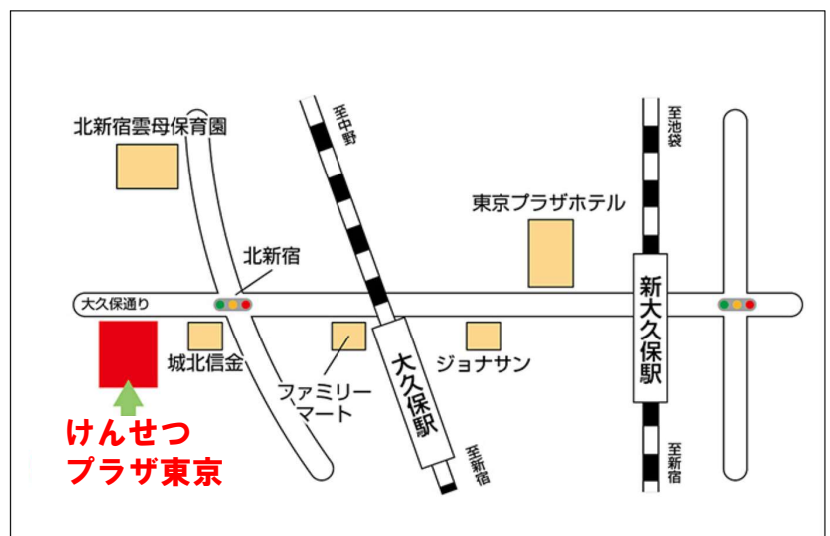 北新宿雲母保育園
至中野
至池袋
東京プラザホテル
北新宿
大久保通り
新大久保駅
城北信金
ファミリー
マート
大久保駅
ジョナサン
けんせつ
プラザ東京
至新宿
至新宿